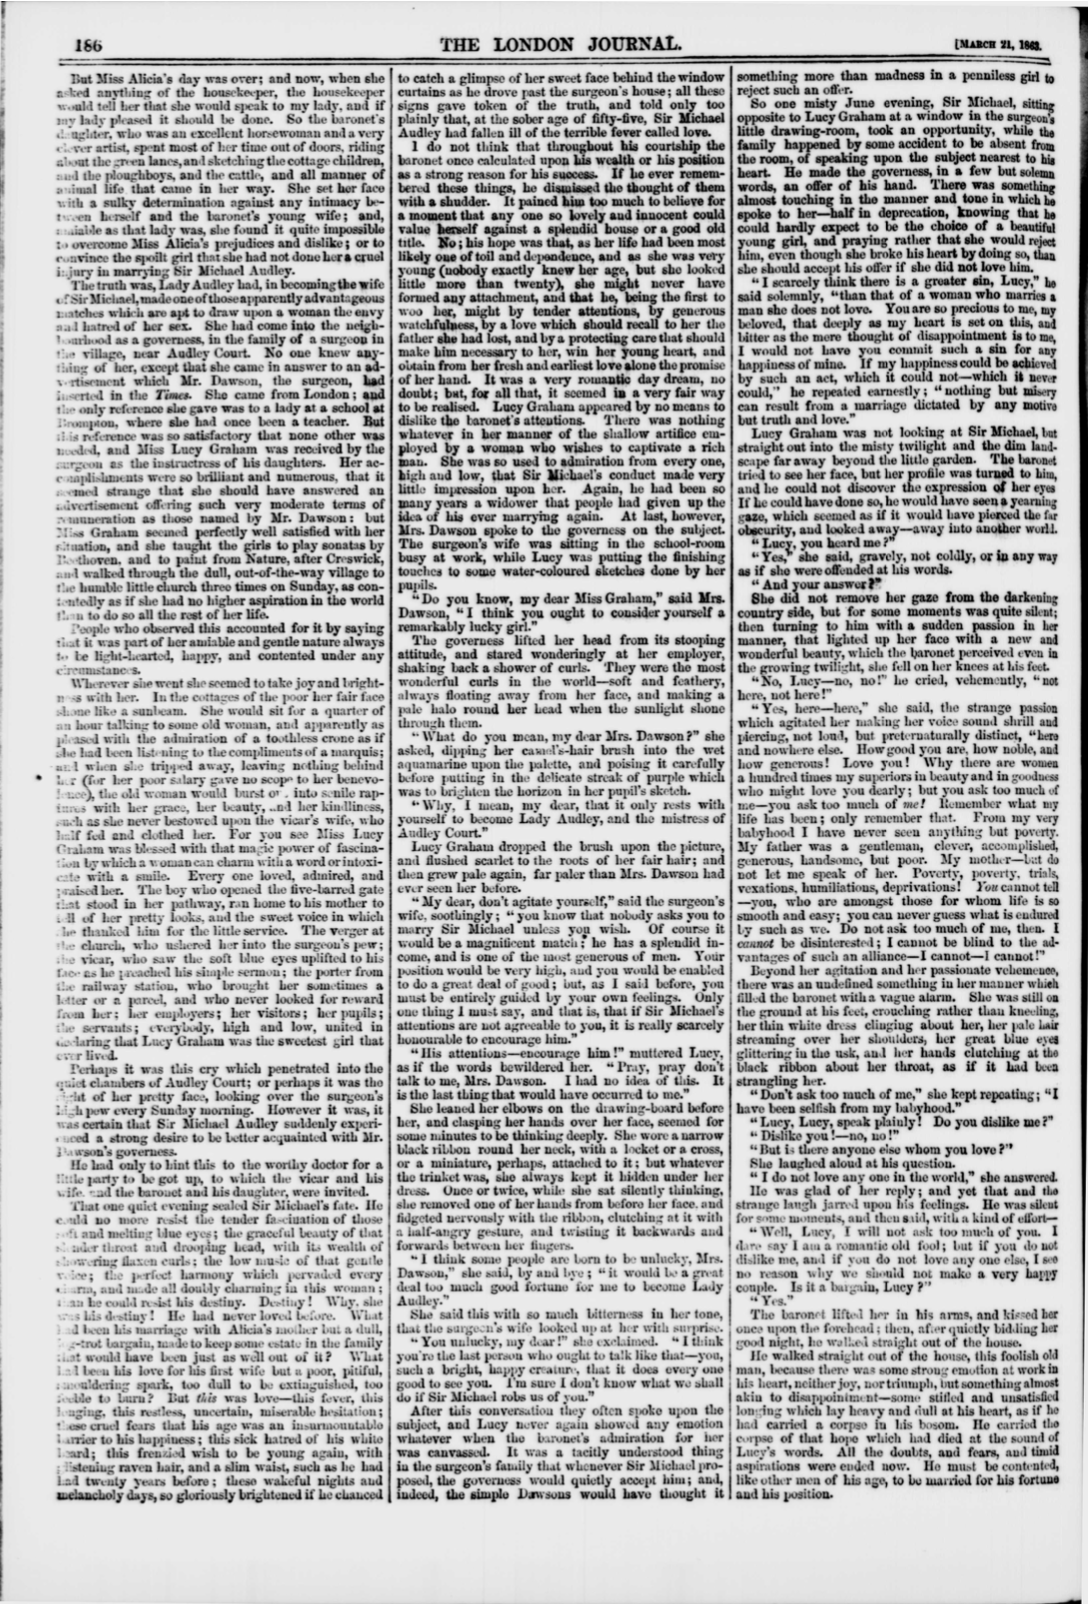 186
THE LONDON JOURNAL.
[MARCH 21, 1863.
But Miss Alicia's day was over; and now, when she
asked anything of the housekeeper, the housekeeper
would tell her that she would speak to my lady, and if
my lady pleased it should be done. So the baronet's
daughter, who was an excellent horsewoman and a very
clever artist, spent most of her time out of doors, riding
about the green lanes, and sketching the cottage children,
and the ploughboys, and the cattle, and all manner of
animal life that came in her way. She set her face
with a sulky determination against any intimacy be-
tween herself and the baronet's young wife; and,
amiable as that lady was, she found it quite impossible
to overcome Miss Alicia's prejudices and dislike; or to
convince the spoilt girl that she had not done her a cruel
injury in marrying Sir Michael Audley.
The truth was, Lady Audley had, in becoming the wife
of Sir Michael, made one of those apparently advantageous
matches which are apt to draw upon a woman the envy
and hatred of her sex. She had come into the neigh-
bourhood as a governess, in the family of a surgeon in
the village, near Audley Court. No one knew any-
thing of her, except that she came in answer to an ad-
vertisement which Mr. Dawson, the surgeon, had
inserted in the Times. She came from London; and
the only reference she gave was to a lady at a school at
Brompton, where she had once been a teacher. But
this reference was so satisfactory that none other was
needed, and Miss Lucy Graham was received by the
surgeon as the instructress of his daughters. Her ac-
complishments were so brilliant and numerous, that it
seemed strange that she should have answered an
advertisement offering such very moderate terms of
remuneration as those named by Mr. Dawson: but
Miss Graham seemed perfectly well satisfied with her
situation, and she taught the girls to play sonatas by
Beethoven, and to paint from Nature, after Creswick,
and walked through the dull, out-of-the-way village to
the humble little church three times on Sunday, as con-
tentedly as if she had no higher aspiration in the world
than to do so all the rest of her life.
People who observed this accounted for it by saying
that it was part of her amiable and gentle nature always
to be light-hearted, happy, and contented under any
circumstances.
Wherever she went she seemed to take joy and bright-
ness with her. In the cottages of the poor her fair face
shone like a sunbeam. She would sit for a quarter of
an hour talking to some old woman, and apparently as
pleased with the admiration of a toothless crone as if
she had been listening to the compliments of a marquis;
and when she tripped away, leaving nothing behind
her (for her poor salary gave no scope to her benevo-
lence), the old woman would burst out into senile rap-
tures with her grace, her beauty, and her kindliness,
such as she never bestowed upon the vicar's wife, who
half fed and clothed her. For you see Miss Lucy
Graham was blessed with that magic power of fascina-
tion by which a woman can charm with a word or intoxi-
cate with a smile. Every one loved, admired, and
praised her. The boy who opened the five-barred gate
that stood in her pathway, ran home to his mother to
tell of her pretty looks, and the sweet voice in which
she thanked him for the little service. The verger at
the church, who ushered her into the surgeon's pew;
the vicar, who saw the soft blue eyes uplifted to his
face as he preached his simple sermon; the porter from
the railway station, who brought her sometimes a
letter or a parcel, and who never looked for reward
from her; her employers; her visitors; her pupils;
the servants; everybody, high and low, united in
declaring that Lucy Graham was the sweetest girl that
ever lived.
Perhaps it was this cry which penetrated into the
quiet chambers of Audley Court; or perhaps it was the
sight of her pretty face, looking over the surgeon's
high pew every Sunday morning. However it was, it
was certain that Sir Michael Audley suddenly experi-
enced a strong desire to be better acquainted with Mr.
Dawson's governess.
He had only to hint this to the worthy doctor for a
little party to be got up, to which the vicar and his
wife, and the baronet and his daughter, were invited.
That one quiet evening sealed Sir Michael's fate. He
could no more resist the tender fascination of those
soft and melting blue eyes; the graceful beauty of that
slender throat and drooping head, with its wealth of
showering flaxen curls; the low music of that gentle
voice; the perfect harmony which pervaded every
charm, and made all doubly charming in this woman;
than he could resist his destiny. Destiny! Why, she
was his destiny! He had never loved before. What
had been his marriage with Alicia's mother but a dull,
jog-trot bargain, made to keep some estate in the family
that would have been just as well out of it? What
had been his love for his first wife but a poor, pitiful,
smouldering spark, too dull to be extinguished, too
feeble to burn? But this was love—this fever, this
longing, this restless, uncertain, miserable hesitation;
these cruel fears that his age was an insurmountable
barrier to his happiness; this sick hatred of his white
beard; this frenzied wish to be young again, with
glistening raven hair, and a slim waist, such as he had
had twenty years before; these wakeful nights and
melancholy days, so gloriously brightened if he chanced
to catch a glimpse of her sweet face behind the window
curtains as he drove past the surgeon's house; all these
signs gave token of the truth, and told only too
plainly that, at the sober age of fifty-five, Sir Michael
Audley had fallen ill of the terrible fever called love.
I do not think that throughout his courtship the
baronet once calculated upon his wealth or his position
as a strong reason for his success. If he ever remem-
bered these things, he dismissed the thought of them
with a shudder. It pained him too much to believe for
a moment that any one so lovely and innocent could
value herself against a splendid house or a good old
title. No; his hope was that, as her life had been most
likely one of toil and dependence, and as she was very
young (nobody exactly knew her age, but she looked
little more than twenty), she might never have
formed any attachment, and that he, being the first to
woo her, might by tender attentions, by generous
watchfulness, by a love which should recall to her the
father she had lost, and by a protecting care that should
make him necessary to her, win her young heart, and
obtain from her fresh and earliest love alone the promise
of her hand. It was a very romantic day dream, no
doubt; but, for all that, it seemed in a very fair way
to be realised. Lucy Graham appeared by no means to
dislike the baronet's attentions. There was nothing
whatever in her manner of the shallow artifice em-
ployed by a woman who wishes to captivate a rich
man. She was so used to admiration from every one,
high and low, that Sir Michael's conduct made very
little impression upon her. Again, he had been so
many years a widower that people had given up the
idea of his ever marrying again. At last, however,
Mrs. Dawson spoke to the governess on the subject.
The surgeon's wife was sitting in the school-room
busy at work, while Lucy was putting the finishing
touches to some water-coloured sketches done by her
pupils.
"Do you know, my dear Miss Graham," said Mrs.
Dawson, "I think you ought to consider yourself a
remarkably lucky girl."
The governess lifted her head from its stooping
attitude, and stared wonderingly at her employer,
shaking back a shower of curls. They were the most
wonderful curls in the world—soft and feathery,
always floating away from her face, and making a
pale halo round her head when the sunlight shone
through them.
"What do you mean, my dear Mrs. Dawson?" she
asked, dipping her camel's-hair brush into the wet
aquamarine upon the palette, and poising it carefully
before putting in the delicate streak of purple which
was to brighten the horizon in her pupil's sketch.
"Why, I mean, my dear, that it only rests with
yourself to become Lady Audley, and the mistress of
Audley Court."
Lucy Graham dropped the brush upon the picture,
and flushed scarlet to the roots of her fair hair; and
then grew pale again, far paler than Mrs. Dawson had
ever seen her before.
"My dear, don't agitate yourself," said the surgeon's
wife, soothingly; "you know that nobody asks you to
marry Sir Michael unless you wish. Of course it
would be a magnificent match; he has a splendid in-
come, and is one of the most generous of men. Your
position would be very high, and you would be enabled
to do a great deal of good; but, as I said before, you
must be entirely guided by your own feelings. Only
one thing I must say, and that is, that if Sir Michael's
attentions are not agreeable to you, it is really scarcely
honourable to encourage him."
"His attentions—encourage him!" muttered Lucy,
as if the words bewildered her. "Pray, pray don't
talk to me, Mrs. Dawson. I had no idea of this. It
is the last thing that would have occurred to me."
She leaned her elbows on the drawing-board before
her, and clasping her hands over her face, seemed for
some minutes to be thinking deeply. She wore a narrow
black ribbon round her neck, with a locket or a cross,
or a miniature, perhaps, attached to it; but whatever
the trinket was, she always kept it hidden under her
dress. Once or twice, while she sat silently thinking,
she removed one of her hands from before her face, and
fidgeted nervously with the ribbon, clutching at it with
a half-angry gesture, and twisting it backwards and
forwards between her fingers.
"I think some people are born to be unlucky, Mrs.
Dawson," she said, by and bye; "it would be a great
deal too much good fortune for me to become Lady
Audley."
She said this with so much bitterness in her tone,
that the surgeon's wife looked up at her with surprise.
"You unlucky, my dear!" she exclaimed. "I think
you're the last person who ought to talk like that—you,
such a bright, happy creature, that it does every one
good to see you. I'm sure I don't know what we shall
do if Sir Michael robs us of you."
After this conversation they often spoke upon the
subject, and Lucy never again showed any emotion
whatever when the baronet's admiration for her
was canvassed. It was a tacitly understood thing
in the surgeon's family that whenever Sir Michael pro-
posed, the governess would quietly accept him; and,
indeed, the simple Dawsons would have thought it
something more than madness in a penniless girl to
reject such an offer.
So one misty June evening, Sir Michael, sitting
opposite to Lucy Graham at a window in the surgeon's
little drawing-room, took an opportunity, while the
family happened by some accident to be absent from
the room, of speaking upon the subject nearest to his
heart. He made the governess, in a few but solemn
words, an offer of his hand. There was something
almost touching in the manner and tone in which he
spoke to her—half in deprecation, knowing that he
could hardly expect to be the choice of a beautiful
young girl, and praying rather that she would reject
him, even though she broke his heart by doing so, than
she should accept his offer if she did not love him.
"I scarcely think there is a greater sin, Lucy," he
said solemnly, "than that of a woman who marries a
man she does not love. You are so precious to me, my
beloved, that deeply as my heart is set on this, and
bitter as the mere thought of disappointment is to me,
I would not have you commit such a sin for any
happiness of mine. If my happiness could be achieved
by such an act, which it could not—which it never
could," he repeated earnestly; "nothing but misery
can result from a marriage dictated by any motive
but truth and love."
Lucy Graham was not looking at Sir Michael, but
straight out into the misty twilight and the dim land-
scape far away beyond the little garden. The baronet
tried to see her face, but her profile was turned to him,
and he could not discover the expression of her eyes
If he could have done so, he would have seen a yearning
gaze, which seemed as if it would have pierced the far
obscurity, and looked away—away into another world.
"Lucy, you heard me?"
"Yes," she said, gravely, not coldly, or in any way
as if she were offended at his words.
"And your answer?"
She did not remove her gaze from the darkening
country side, but for some moments was quite silent;
then turning to him with a sudden passion in her
manner, that lighted up her face with a new and
wonderful beauty, which the baronet perceived even in
the growing twilight, she fell on her knees at his feet.
"No, Lucy—no, no!" he cried, vehemently, "not
here, not here!"
"Yes, here—here," she said, the strange passion
which agitated her making her voice sound shrill and
piercing, not loud, but preternaturally distinct, "here
and nowhere else. How good you are, how noble, and
how generous! Love you! Why there are women
a hundred times my superiors in beauty and in goodness
who might love you dearly; but you ask too much of
me—you ask too much of me! Remember what my
life has been; only remember that. From my very
babyhood I have never seen anything but poverty.
My father was a gentleman, clever, accomplished,
generous, handsome, but poor. My mother—but do
not let me speak of her. Poverty, poverty, trials,
vexations, humiliations, deprivations! You cannot tell
—you, who are amongst those for whom life is so
smooth and easy; you can never guess what is endured
by such as we. Do not ask too much of me, then. I
cannot be disinterested; I cannot be blind to the ad-
vantages of such an alliance—I cannot—I cannot!"
Beyond her agitation and her passionate vehemence,
there was an undefined something in her manner which
filled the baronet with a vague alarm. She was still on
the ground at his feet, crouching rather than kneeling,
her thin white dress clinging about her, her pale hair
streaming over her shoulders, her great blue eyes
glittering in the usk, and her hands clutching at the
black ribbon about her throat, as if it had been
strangling her.
"Don't ask too much of me," she kept repeating; "I
have been selfish from my babyhood."
"Lucy, Lucy, speak plainly! Do you dislike me?"
"Dislike you!—no, no!"
"But is there anyone else whom you love?"
She laughed aloud at his question.
"I do not love any one in the world," she answered.
He was glad of her reply; and yet that and the
strange laugh jarred upon his feelings. He was silent
for some moments, and then said, with a kind of effort—
"Well, Lucy, I will not ask too much of you. I
dare say I am a romantic old fool; but if you do not
dislike me, and if you do not love any one else, I see
no reason why we should not make a very happy
couple. Is it a bargain, Lucy?"
"Yes."
The baronet lifted her in his arms, and kissed her
once upon the forehead; then, after quietly bidding her
good night, he walked straight out of the house.
He walked straight out of the house, this foolish old
man, because there was some strong emotion at work in
his heart, neither joy, nor triumph, but something almost
akin to disappointment—some stifled and unsatisfied
longing which lay heavy and dull at his heart, as if he
had carried a corpse in his bosom. He carried the
corpse of that hope which had died at the sound of
Lucy's words. All the doubts, and fears, and timid
aspirations were ended now. He must be contented,
like other men of his age, to be married for his fortune
and his position.